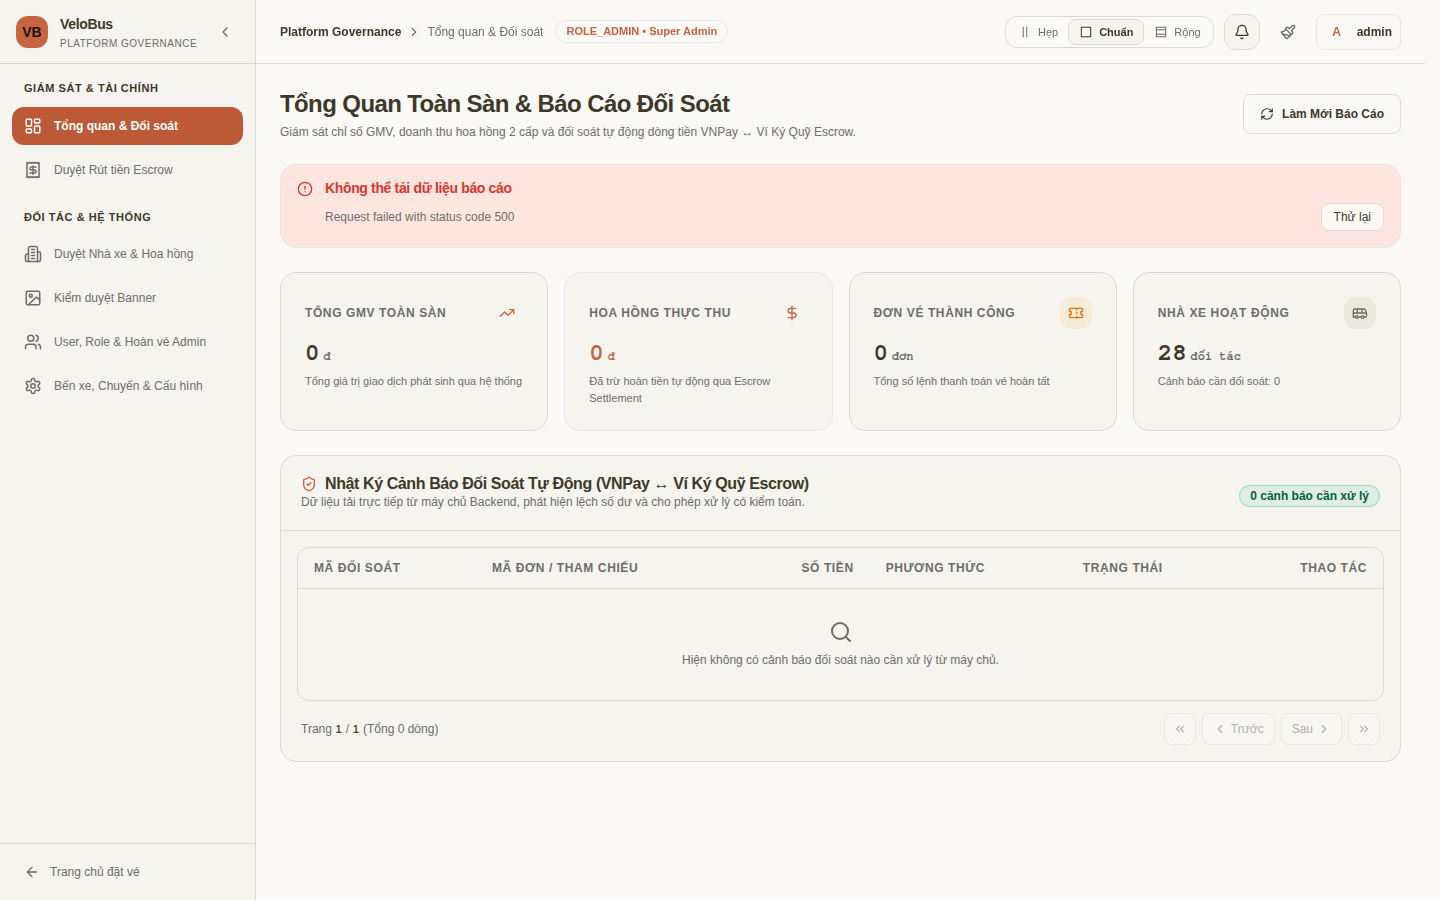 VB
VeloBus
PLATFORM GOVERNANCE
GIÁM SÁT & TÀI CHÍNH
Tổng quan & Đối soát
Duyệt Rút tiền Escrow
ĐỐI TÁC & HỆ THỐNG
Duyệt Nhà xe & Hoa hồng
Kiểm duyệt Banner
User, Role & Hoàn vé Admin
Bến xe, Chuyến & Cấu hình
Trang chủ đặt vé
Platform Governance
Tổng quan & Đối soát
ROLE_ADMIN • Super Admin
Hẹp
Chuẩn
Rộng
A
admin
Tổng Quan Toàn Sàn & Báo Cáo Đối Soát
Giám sát chỉ số GMV, doanh thu hoa hồng 2 cấp và đối soát tự động dòng tiền VNPay ↔ Ví Ký Quỹ Escrow.
Làm Mới Báo Cáo
Không thể tải dữ liệu báo cáo
Request failed with status code 500
Thử lại
TỔNG GMV TOÀN SÀN
0 đ
Tổng giá trị giao dịch phát sinh qua hệ thống
HOA HỒNG THỰC THU
0 đ
Đã trừ hoàn tiền tự động qua Escrow
Settlement
ĐƠN VÉ THÀNH CÔNG
0 đơn
Tổng số lệnh thanh toán vé hoàn tất
NHÀ XE HOẠT ĐỘNG
28 đối tác
Cảnh báo cần đối soát: 0
Nhật Ký Cảnh Báo Đối Soát Tự Động (VNPay ↔ Ví Ký Quỹ Escrow)
Dữ liệu tải trực tiếp từ máy chủ Backend, phát hiện lệch số dư và cho phép xử lý có kiểm toán.
0 cảnh báo cần xử lý
MÃ ĐỐI SOÁT
MÃ ĐƠN / THAM CHIẾU
SỐ TIỀN
PHƯƠNG THỨC
TRẠNG THÁI
THAO TÁC
Hiện không có cảnh báo đối soát nào cần xử lý từ máy chủ.
Trang 1 / 1 (Tổng 0 dòng)
Trước
Sau